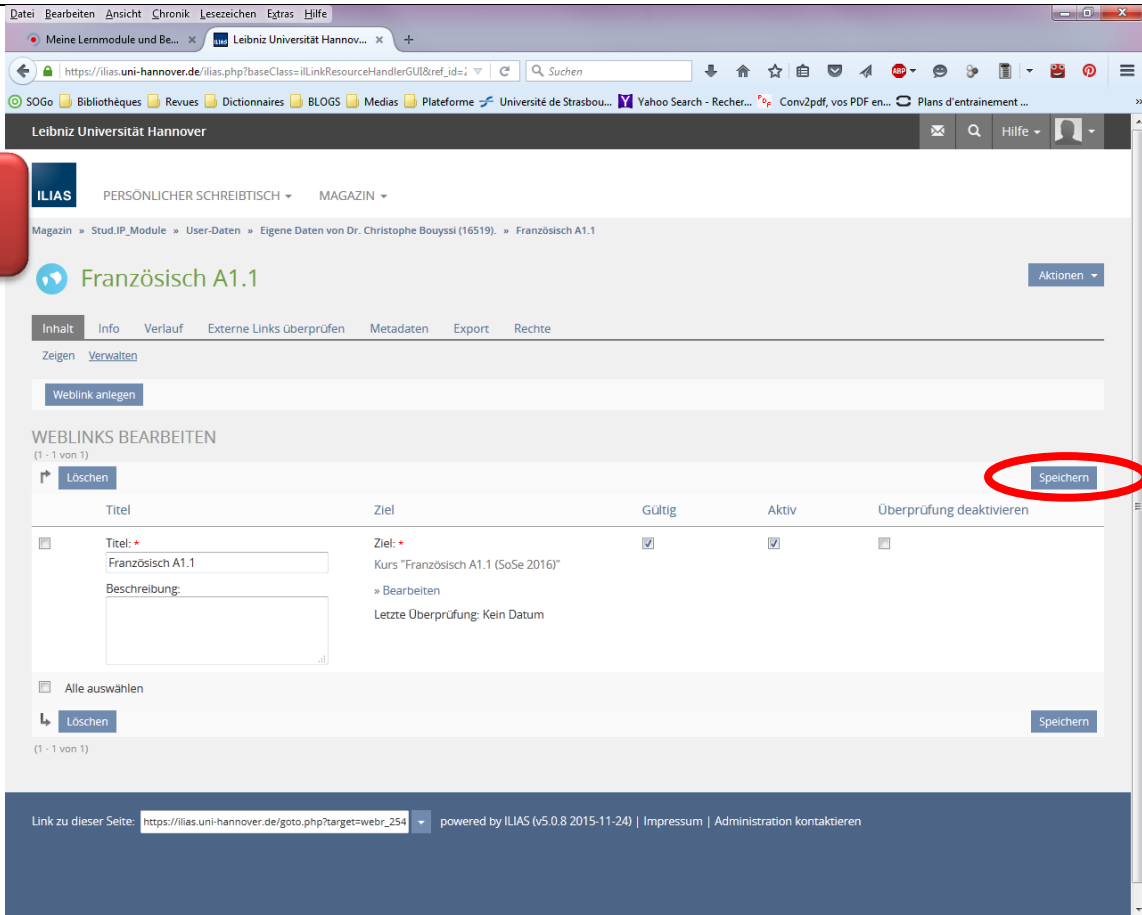 Datei Bearbeiten Ansicht Chronik Lesezeichen Extras Hilfe
Meine Lernmodule und Be... × ILIAS Leibniz Universität Hannov... × +
https://ilias.uni-hannover.de/ilias.php?baseClass=ilLinkResourceHandlerGUI&ref_id=2 Suchen ABP
SOGo Bibliothèques Revues Dictionnaires BLOGS Medias Plateforme Université de Strasbou... Yahoo Search - Recher... Conv2pdf, vos PDF en... Plans d'entrainement ... »
Leibniz Universität Hannover Hilfe
ILIAS PERSÖNLICHER SCHREIBTISCH MAGAZIN
Magazin » Stud.IP_Module » User-Daten » Eigene Daten von Dr. Christophe Bouyssi (16519). » Französisch A1.1
Französisch A1.1 Aktionen
Inhalt Info Verlauf Externe Links überprüfen Metadaten Export Rechte
Zeigen Verwalten
Weblink anlegen
WEBLINKS BEARBEITEN
(1 - 1 von 1)
Löschen Speichern
Titel Ziel Gültig Aktiv Überprüfung deaktivieren
Titel: * Ziel: *
Französisch A1.1 Kurs "Französisch A1.1 (SoSe 2016)"
Beschreibung: » Bearbeiten
Letzte Überprüfung: Kein Datum
Alle auswählen
Löschen Speichern
(1 - 1 von 1)
Link zu dieser Seite: https://ilias.uni-hannover.de/goto.php?target=webr_254 powered by ILIAS (v5.0.8 2015-11-24) | Impressum | Administration kontaktieren